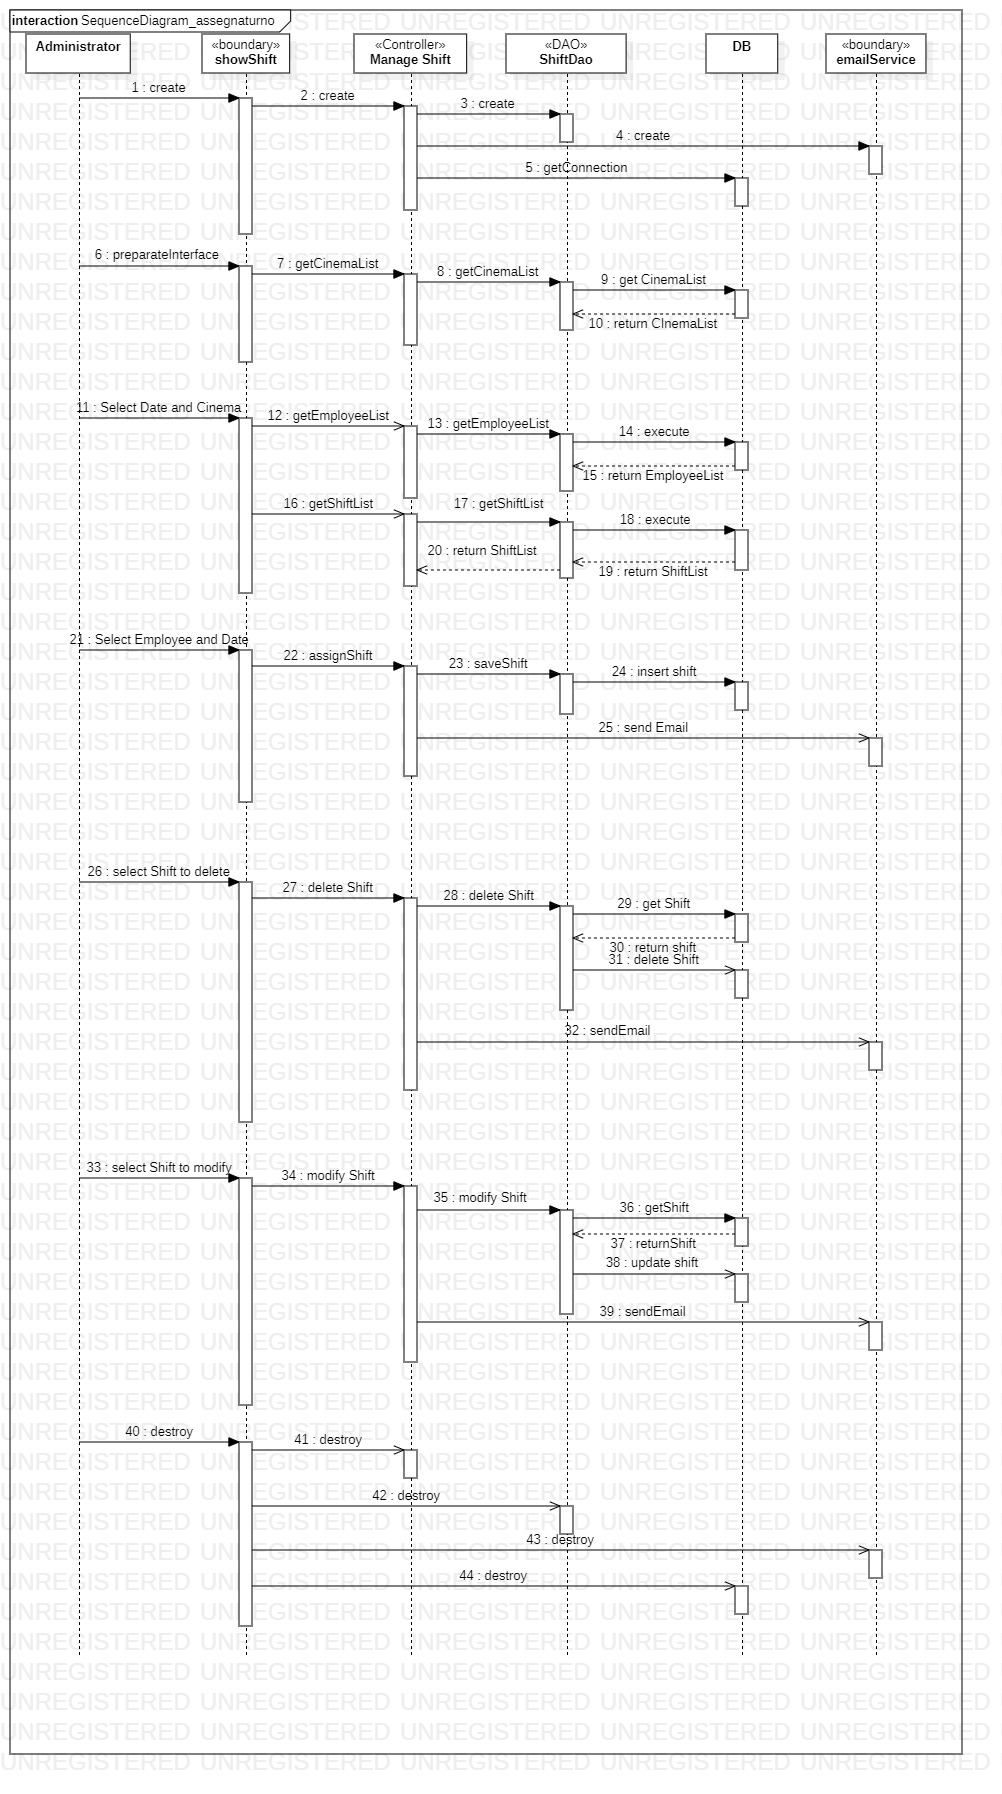 interaction SequenceDiagram_assegnaturno
Administrator
«boundary»
showShift
«Controller»
Manage Shift
«DAO»
ShiftDao
DB
«boundary»
emailService
1 : create
2 : create
3 : create
4 : create
5 : getConnection
6 : preparateInterface
7 : getCinemaList
8 : getCinemaList
9 : get CinemaList
10 : return CInemaList
11 : Select Date and Cinema
12 : getEmployeeList
13 : getEmployeeList
14 : execute
15 : return EmployeeList
16 : getShiftList
17 : getShiftList
18 : execute
20 : return ShiftList
19 : return ShiftList
21 : Select Employee and Date
22 : assignShift
23 : saveShift
24 : insert shift
25 : send Email
26 : select Shift to delete
27 : delete Shift
28 : delete Shift
29 : get Shift
30 : return shift
31 : delete Shift
32 : sendEmail
33 : select Shift to modify
34 : modify Shift
35 : modify Shift
36 : getShift
37 : returnShift
38 : update shift
39 : sendEmail
40 : destroy
41 : destroy
42 : destroy
43 : destroy
44 : destroy
UNREGISTERED UNREGISTERED UNREGISTERED UNREGISTERED UNREGISTERED